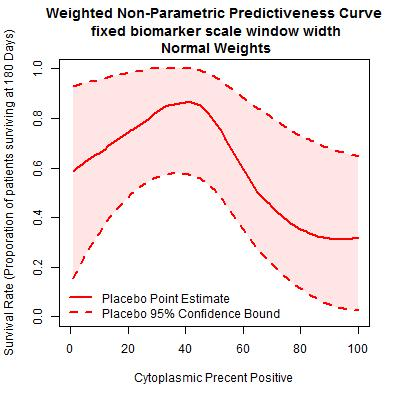 Weighted Non-Parametric Predictiveness Curve
fixed biomarker scale window width
Normal Weights
Survival Rate (Proporation of patients surviving at 180 Days)
1.0
0.8
0.6
0.4
0.2
0.0
Placebo Point Estimate
Placebo 95% Confidence Bound
0 20 40 60 80 100
Cytoplasmic Precent Positive